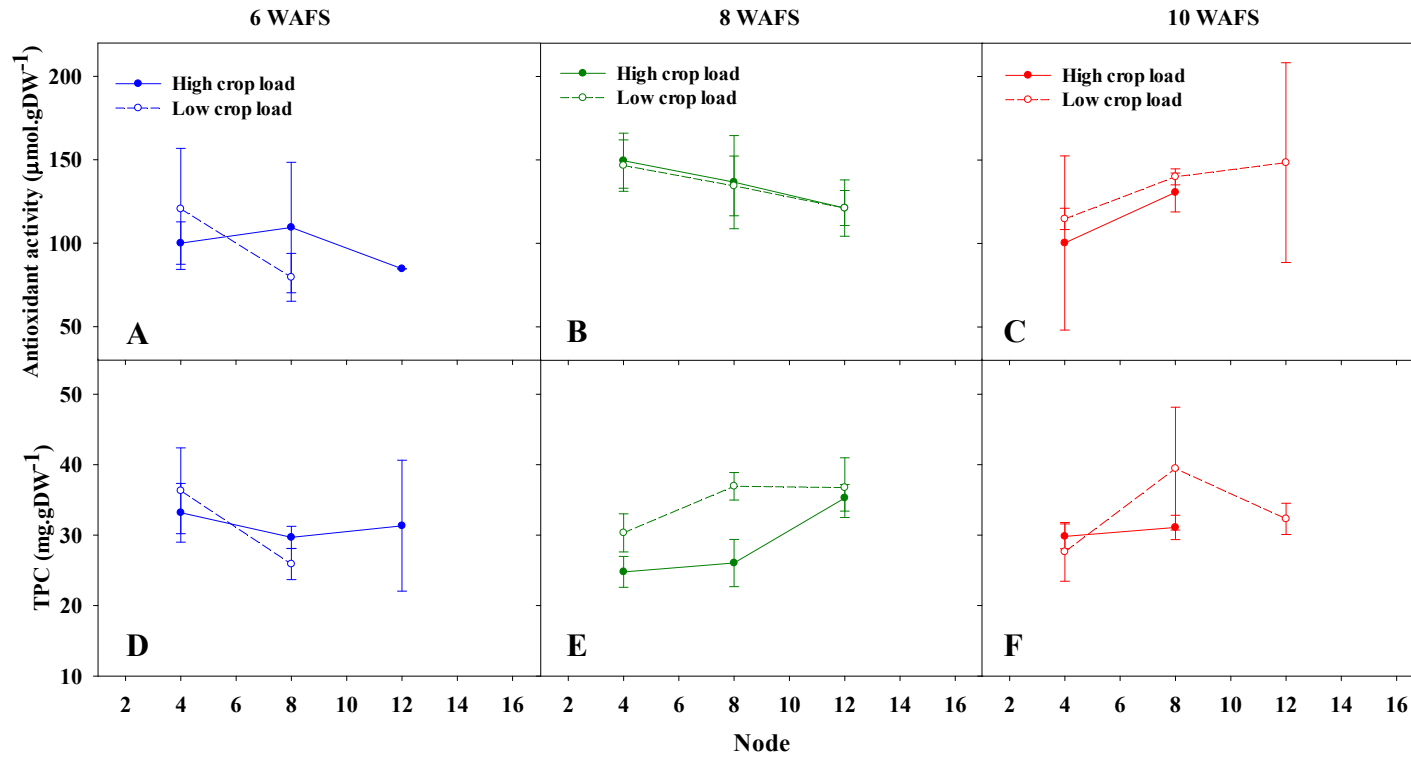 6 WAFS
8 WAFS
10 WAFS
Antioxidant activity (µmol.gDW⁻¹)
200
150
100
50
High crop load
Low crop load
A
High crop load
Low crop load
B
High crop load
Low crop load
C
TPC (mg.gDW⁻¹)
50
40
30
20
10
D
E
F
2 4 6 8 10 12 14 16
2 4 6 8 10 12 14 16
2 4 6 8 10 12 14 16
Node